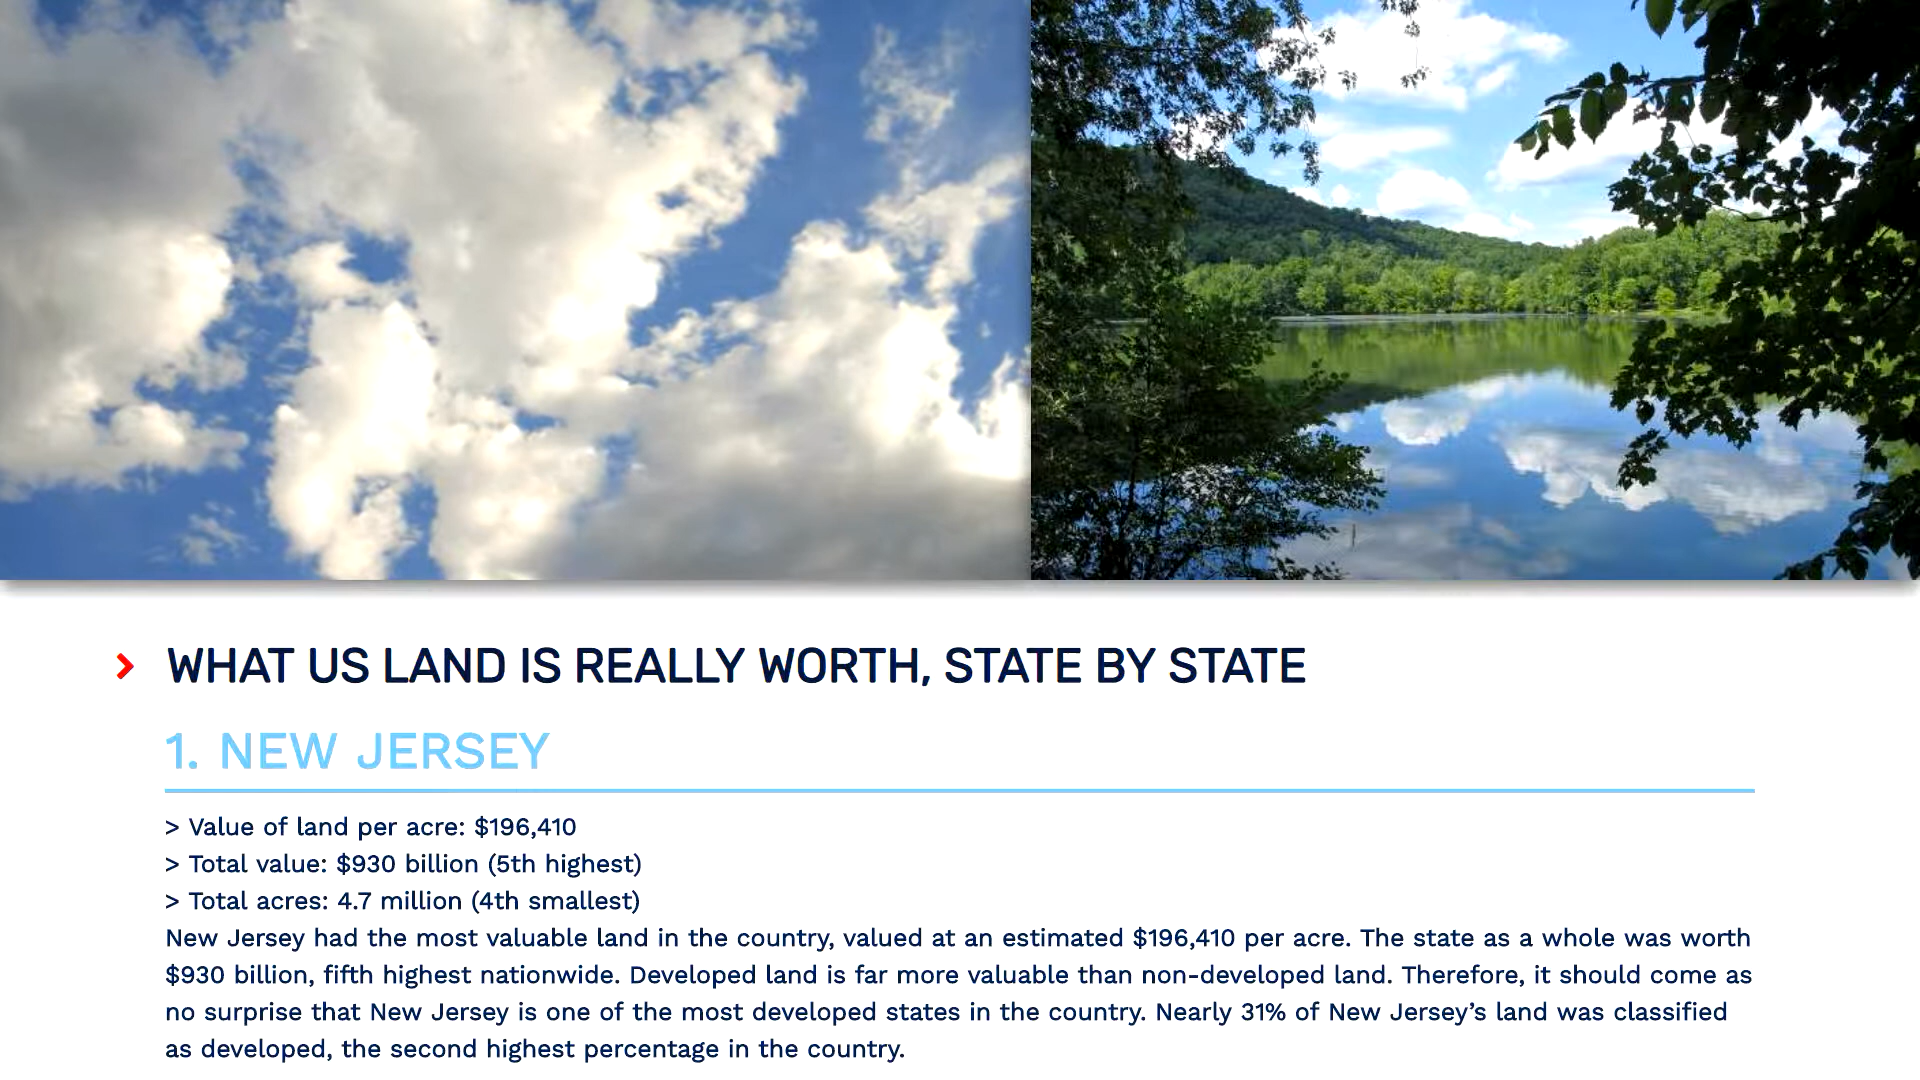 WHAT US LAND IS REALLY WORTH, STATE BY STATE
1. NEW JERSEY
> Value of land per acre: $196,410
> Total value: $930 billion (5th highest)
> Total acres: 4.7 million (4th smallest)
New Jersey had the most valuable land in the country, valued at an estimated $196,410 per acre. The state as a whole was worth
$930 billion, fifth highest nationwide. Developed land is far more valuable than non-developed land. Therefore, it should come as
no surprise that New Jersey is one of the most developed states in the country. Nearly 31% of New Jersey’s land was classified
as developed, the second highest percentage in the country.